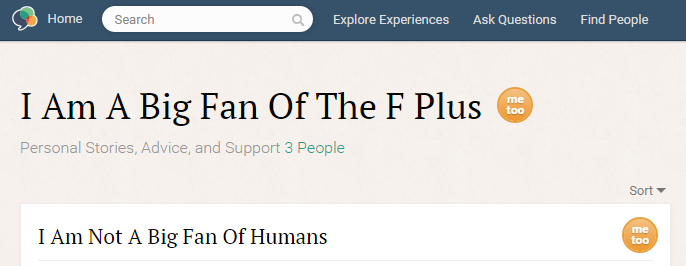 Home Search Explore Experiences Ask Questions Find People
I Am A Big Fan Of The F Plus me too
Personal Stories, Advice, and Support 3 People
Sort
I Am Not A Big Fan Of Humans me too